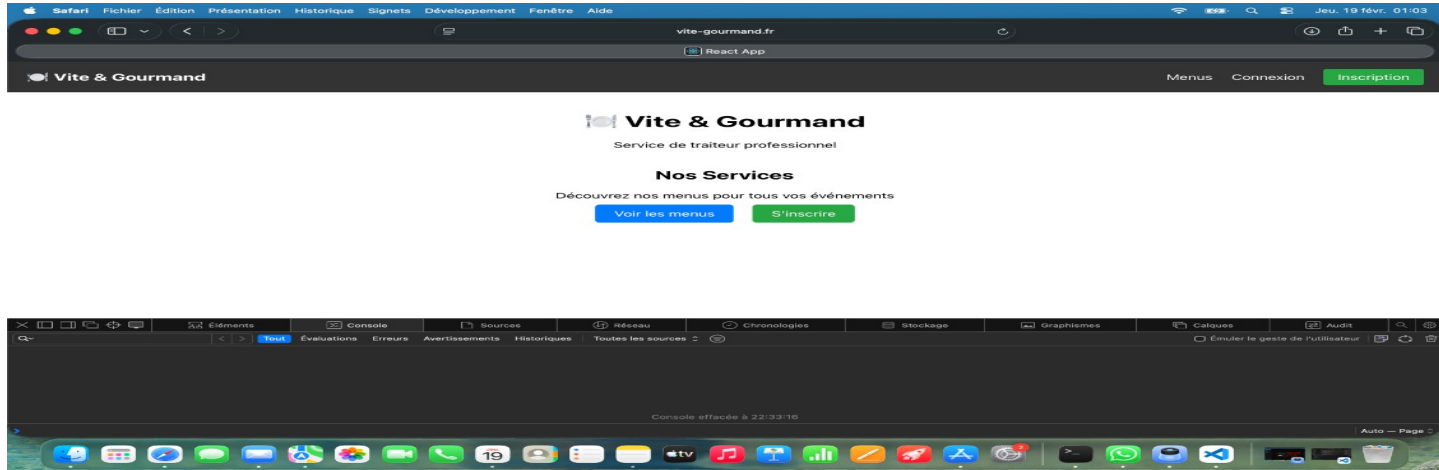 Safari Fichier Édition Présentation Historique Signets Développement Fenêtre Aide Jeu. 19 févr. 01:03
vite-gourmand.fr
React App
Vite & Gourmand Menus Connexion Inscription
Vite & Gourmand
Service de traiteur professionnel
Nos Services
Découvrez nos menus pour tous vos événements
Voir les menus S'inscrire
Éléments Console Sources Réseau Chronologies Stockage Graphismes Calques Audit
Tout Évaluations Erreurs Avertissements Historiques Toutes les sources Émuler le geste de l'utilisateur
Console effacée à 22:33:16
Auto — Page
19 tv